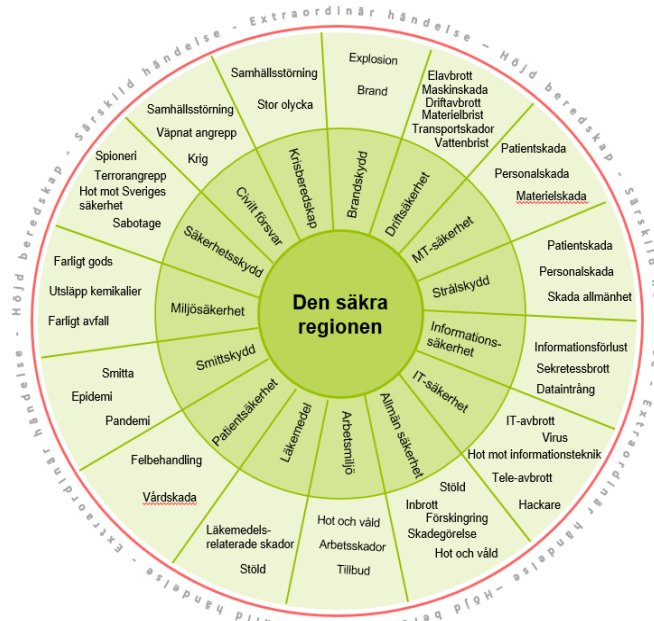 Extraordinär händelse - Höjd beredskap - Särskild händelse - Extraordinär händelse - Höjd beredskap - Särskild händelse - Extraordinär händelse - Höjd beredskap - Särskild
Den säkra
regionen
Brandskydd
Explosion
Brand
Driftsäkerhet
Elavbrott
Maskinskada
Driftavbrott
Materielbrist
Transportskador
Vattenbrist
MT-säkerhet
Patientskada
Personalskada
Materielskada
Strålskydd
Patientskada
Personalskada
Skada allmänhet
Informations-
säkerhet
Informationsförlust
Sekretessbrott
Dataintrång
IT-säkerhet
IT-avbrott
Virus
Hot mot informationsteknik
Tele-avbrott
Hackare
Allmän säkerhet
Stöld
Inbrott
Förskingring
Skadegörelse
Hot och våld
Arbetsmiljö
Hot och våld
Arbetsskador
Tillbud
Läkemedel
Läkemedels-
relaterade skador
Stöld
Patientsäkerhet
Felbehandling
Vårdskada
Smittskydd
Smitta
Epidemi
Pandemi
Miljösäkerhet
Farligt gods
Utsläpp kemikalier
Farligt avfall
Säkerhetsskydd
Spioneri
Terrorangrepp
Hot mot Sveriges
säkerhet
Sabotage
Civilt försvar
Samhällsstörning
Väpnat angrepp
Krig
Krisberedskap
Samhällsstörning
Stor olycka